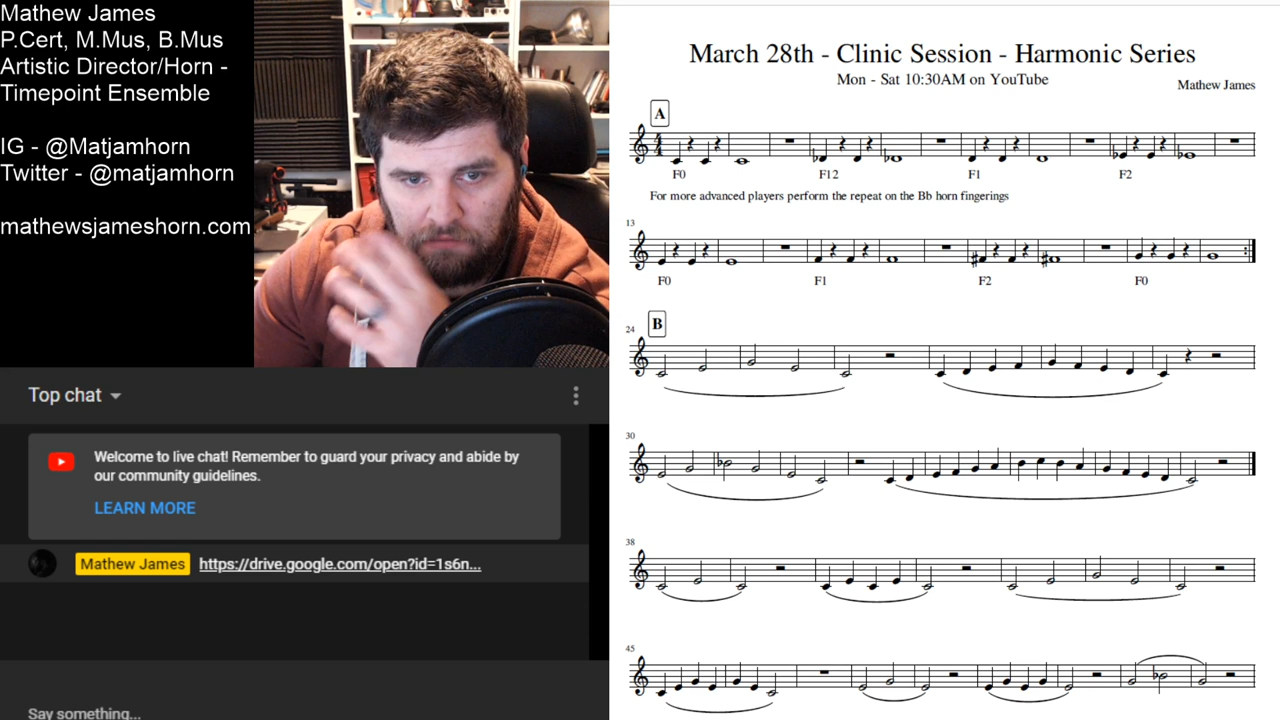 Mathew James
P.Cert, M.Mus, B.Mus
Artistic Director/Horn -
Timepoint Ensemble
IG - @Matjamhorn
Twitter - @matjamhorn
mathewsjameshorn.com
Top chat
Welcome to live chat! Remember to guard your privacy and abide by
our community guidelines.
LEARN MORE
Mathew James https://drive.google.com/open?id=1s6n...
Say something...
March 28th - Clinic Session - Harmonic Series
Mon - Sat 10:30AM on YouTube
Mathew James
A
F0 F12 F1 F2
For more advanced players perform the repeat on the Bb horn fingerings
13
F0 F1 F2 F0
B
24
30
38
45